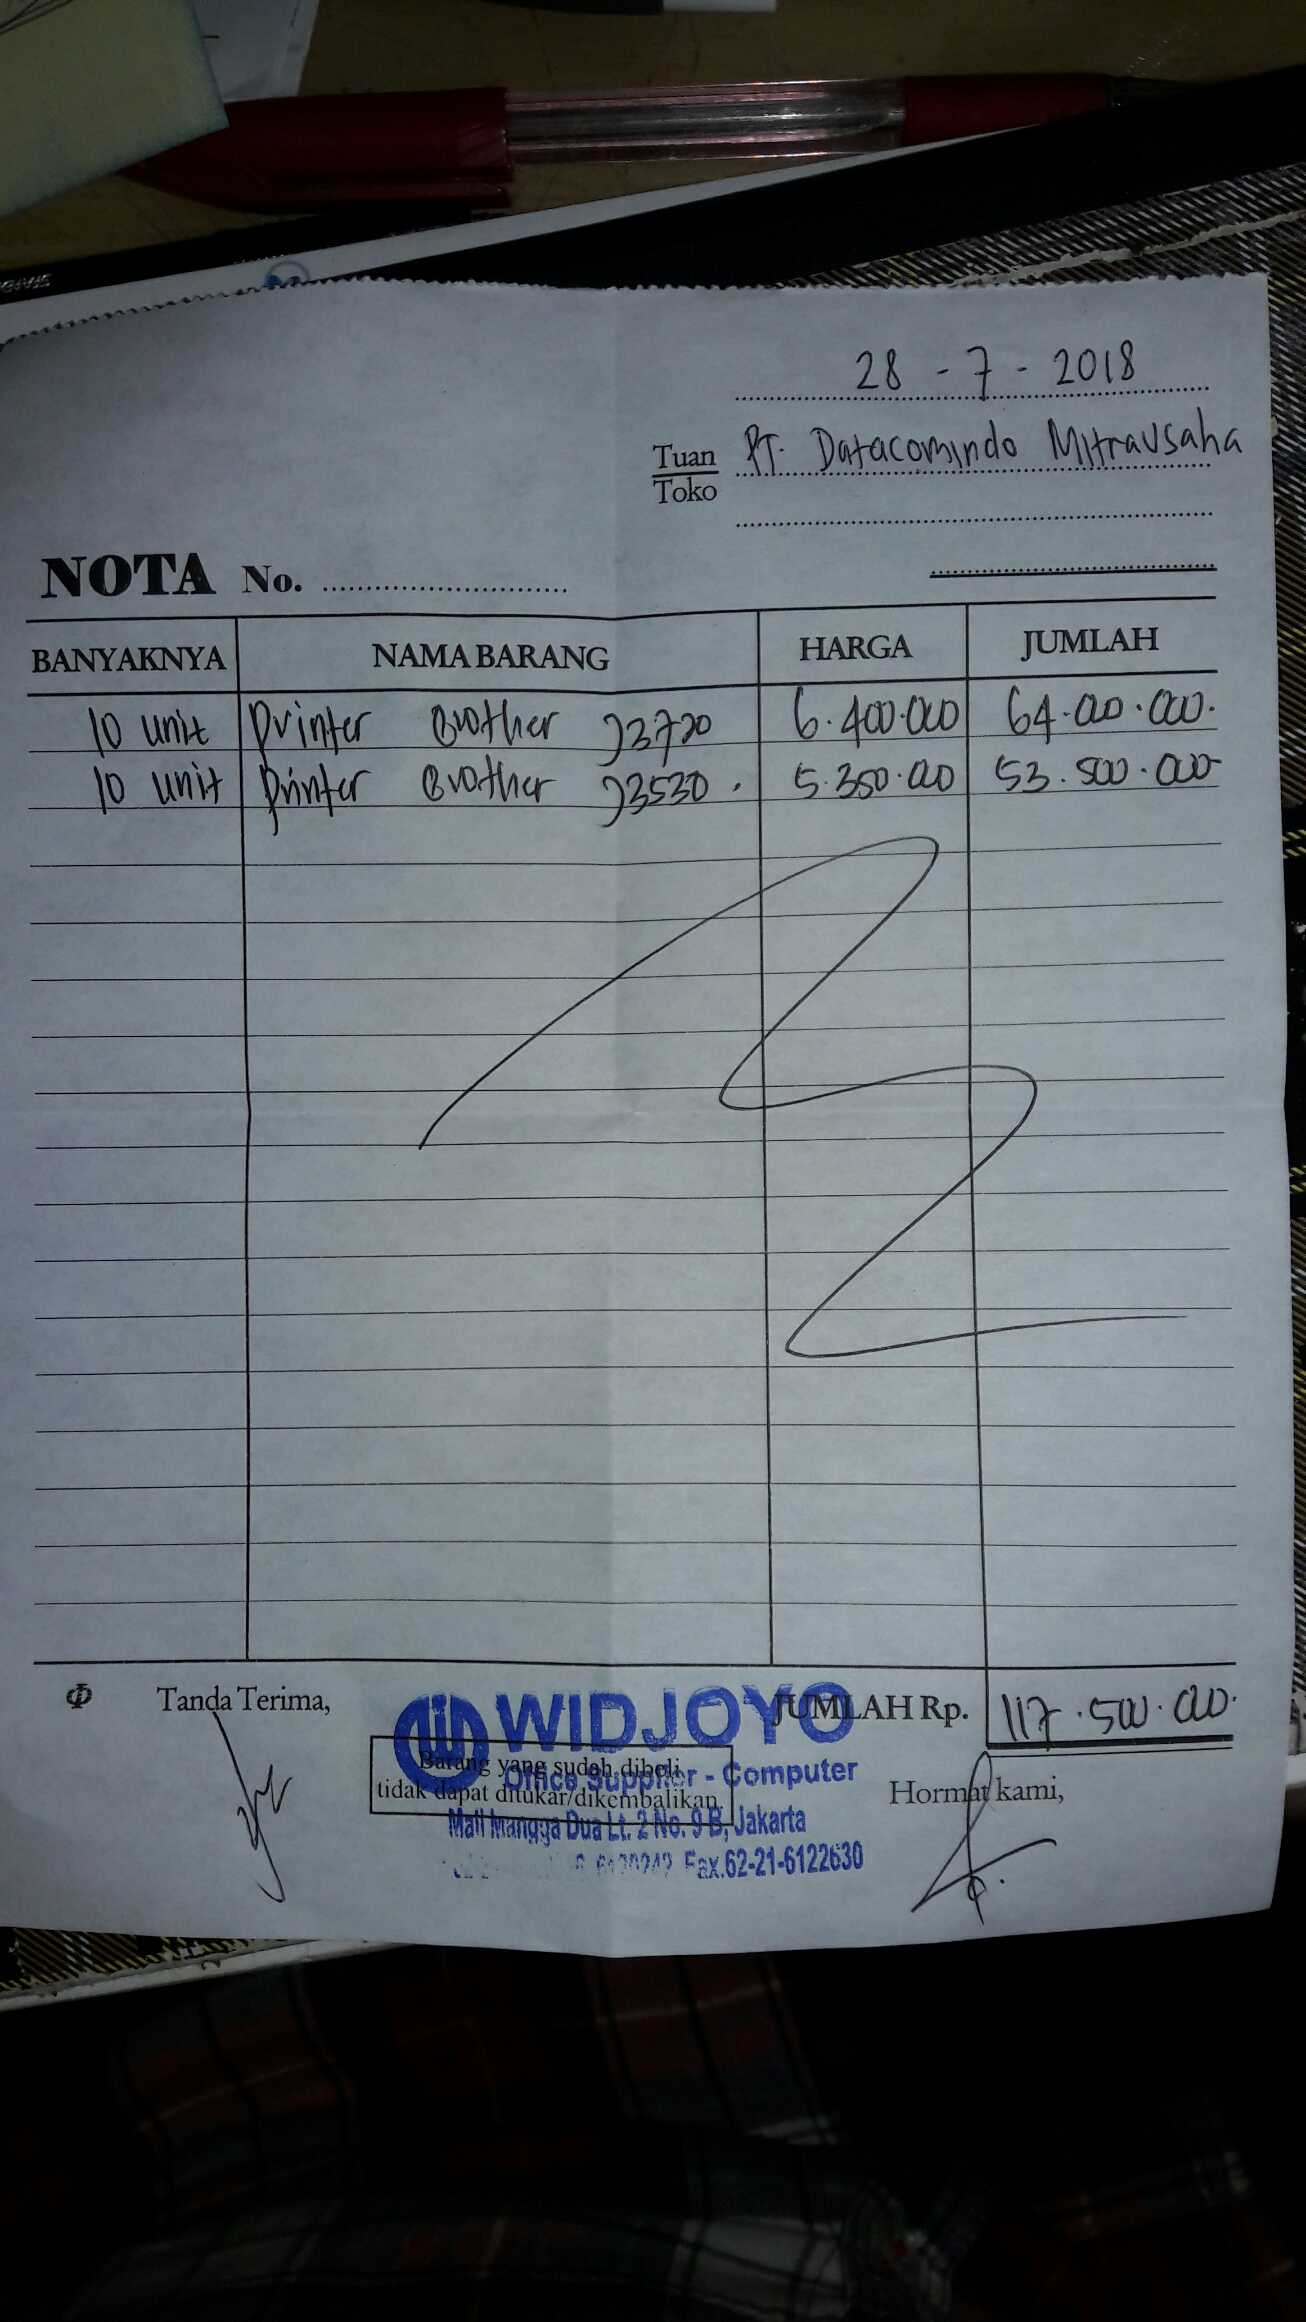 28 - 7 - 2018
Tuan PT. Datacomindo Mitrausaha
Toko
NOTA No.
BANYAKNYA NAMA BARANG HARGA JUMLAH
10 unit Printer Brother J3720 6.400.000 64.000.000.
10 unit Printer Brother J3530. 5.350.000 53.500.000
Tanda Terima, JUMLAH Rp. 117.500.000.
WIDJOYO
Barang yang sudah dibeli
tidak dapat ditukar/dikembalikan
Office Supplier - Computer
Hormat kami,
Mall Mangga Dua Lt. 2 No. 9 B, Jakarta
Fax.62-21-6122630